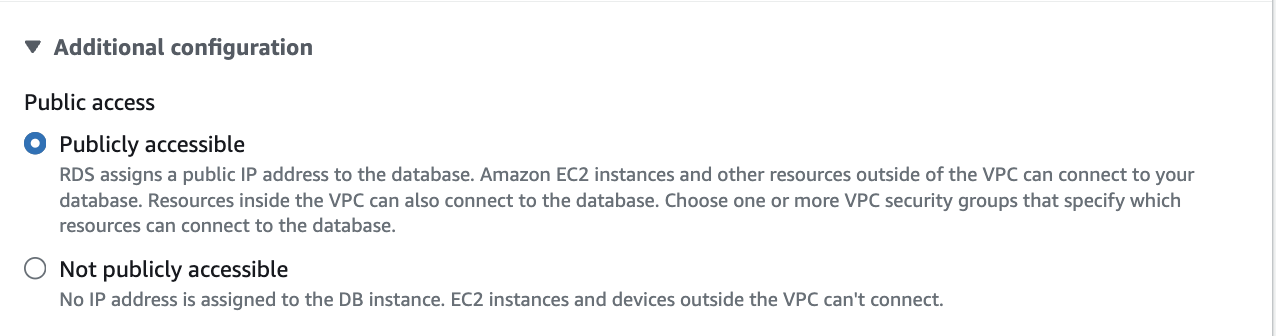 Additional configuration
Public access
Publicly accessible
RDS assigns a public IP address to the database. Amazon EC2 instances and other resources outside of the VPC can connect to your
database. Resources inside the VPC can also connect to the database. Choose one or more VPC security groups that specify which
resources can connect to the database.
Not publicly accessible
No IP address is assigned to the DB instance. EC2 instances and devices outside the VPC can't connect.